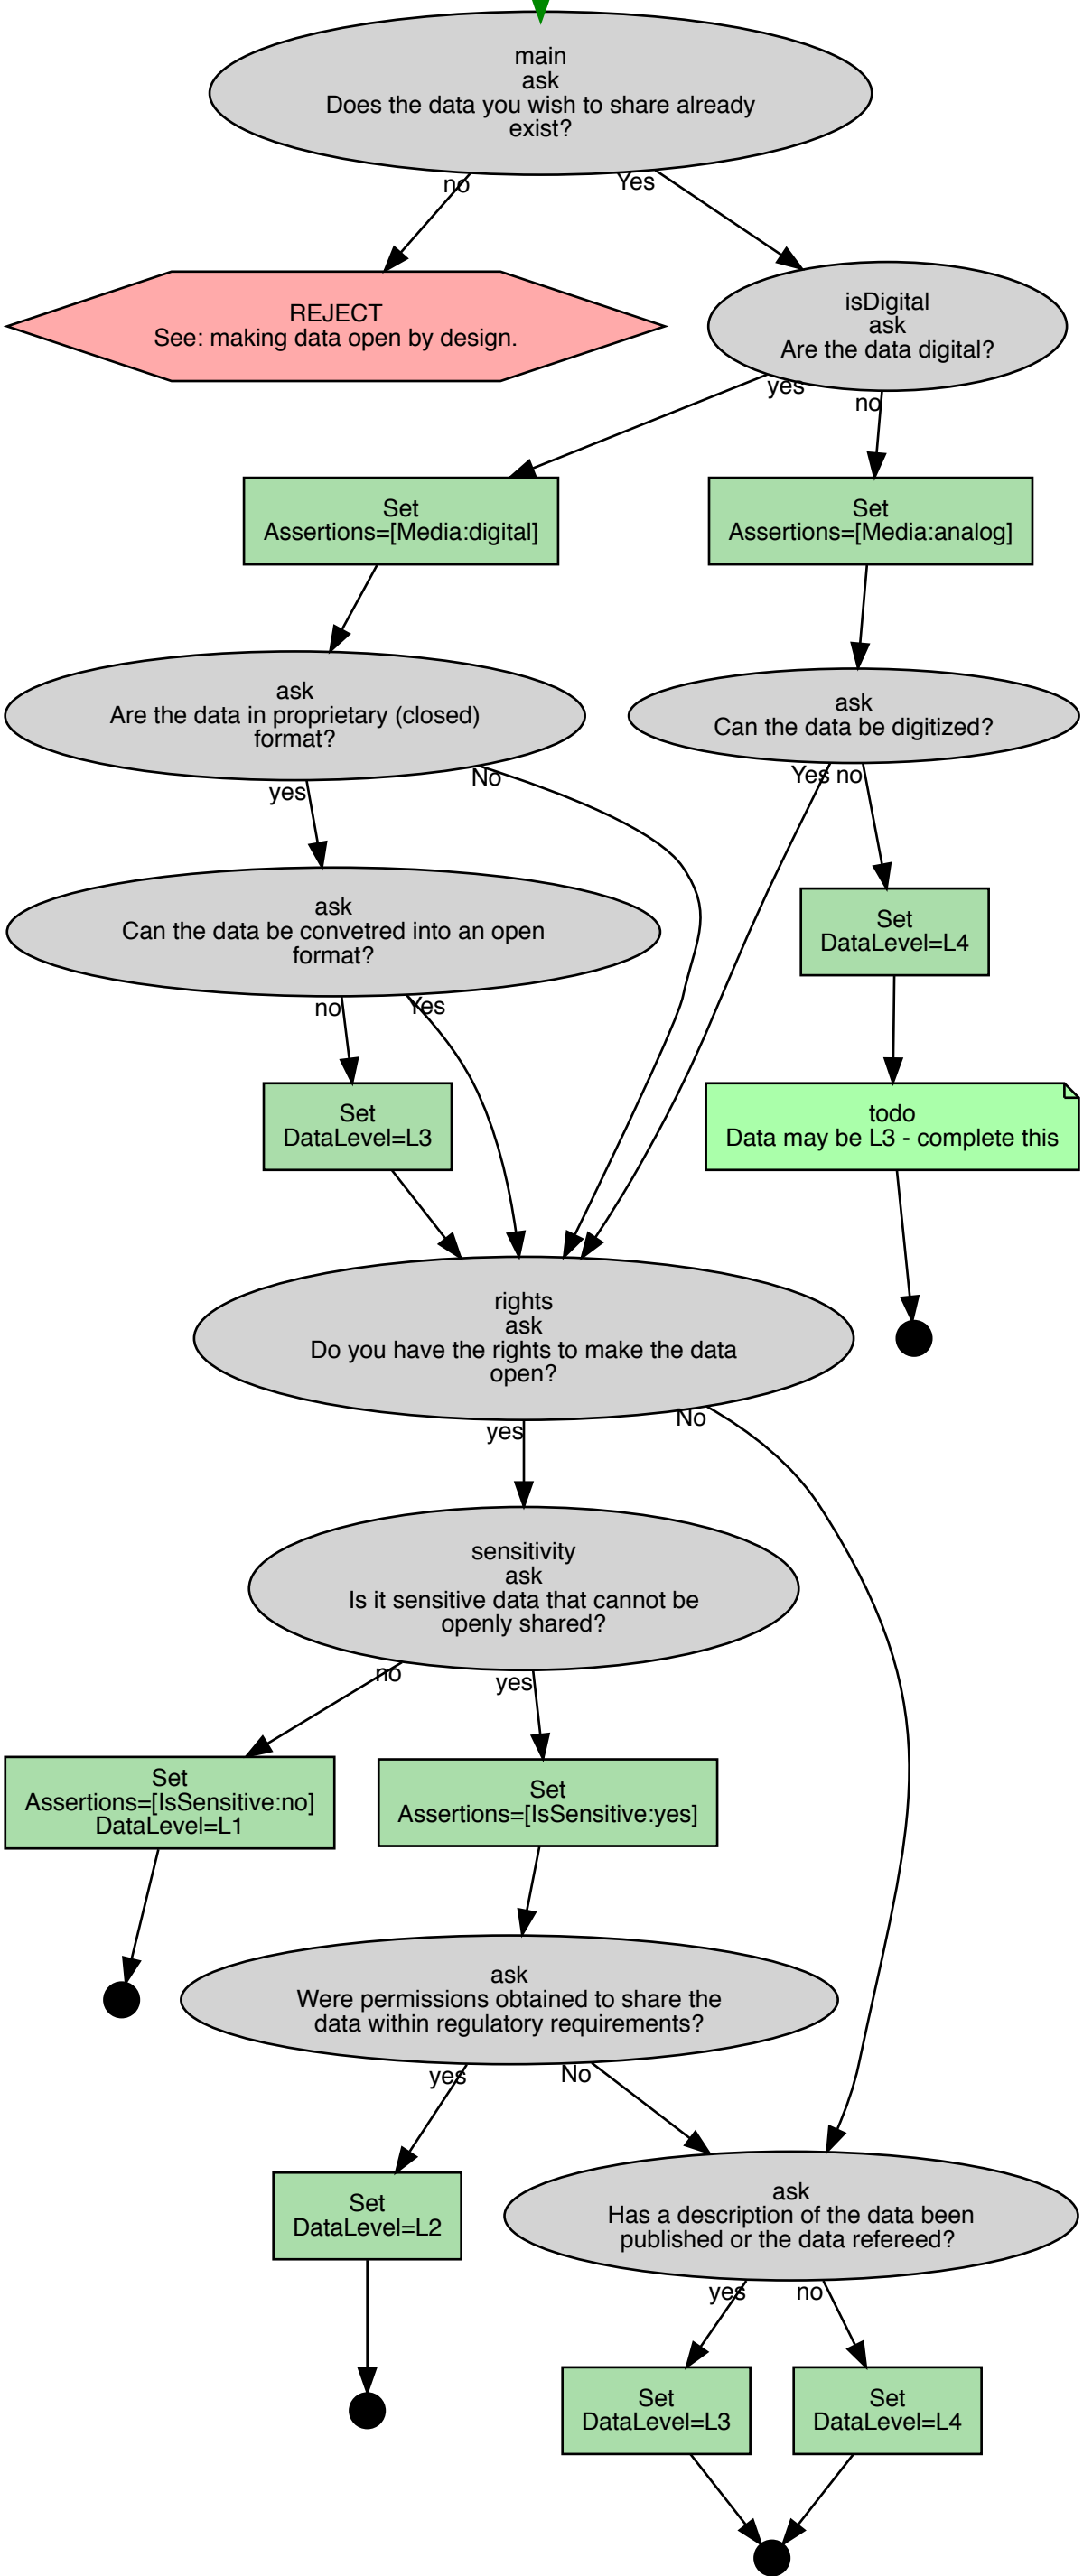 main
ask
Does the data you wish to share already
exist?
no
Yes
REJECT
See: making data open by design.
isDigital
ask
Are the data digital?
yes
no
Set
Assertions=[Media:digital]
Set
Assertions=[Media:analog]
ask
Are the data in proprietary (closed)
format?
ask
Can the data be digitized?
yes
No
Yes
no
ask
Can the data be convetred into an open
format?
Set
DataLevel=L4
no
Yes
Set
DataLevel=L3
todo
Data may be L3 - complete this
rights
ask
Do you have the rights to make the data
open?
yes
No
sensitivity
ask
Is it sensitive data that cannot be
openly shared?
no
yes
Set
Assertions=[IsSensitive:no]
DataLevel=L1
Set
Assertions=[IsSensitive:yes]
ask
Were permissions obtained to share the
data within regulatory requirements?
yes
No
Set
DataLevel=L2
ask
Has a description of the data been
published or the data refereed?
yes
no
Set
DataLevel=L3
Set
DataLevel=L4